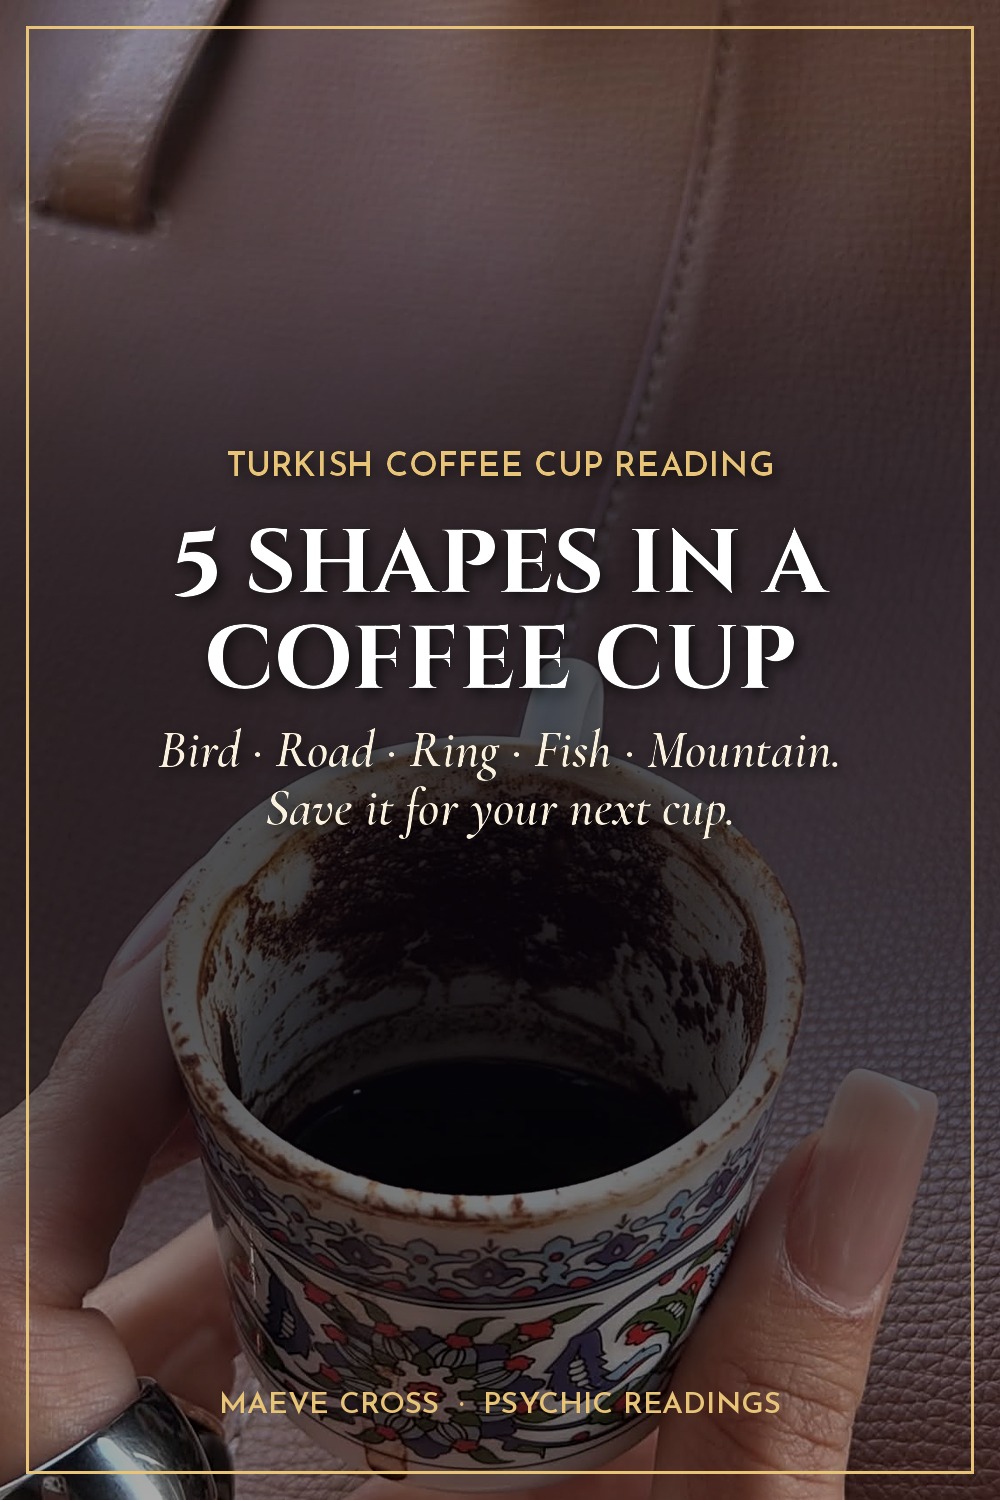 TURKISH COFFEE CUP READING
5 SHAPES IN A
COFFEE CUP
Bird · Road · Ring · Fish · Mountain.
Save it for your next cup.
MAEVE CROSS · PSYCHIC READINGS